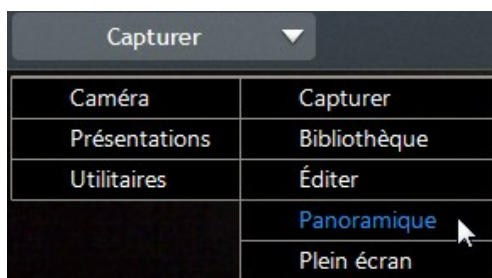 Capturer
Caméra Capturer
Présentations Bibliothèque
Utilitaires Éditer
Panoramique
Plein écran